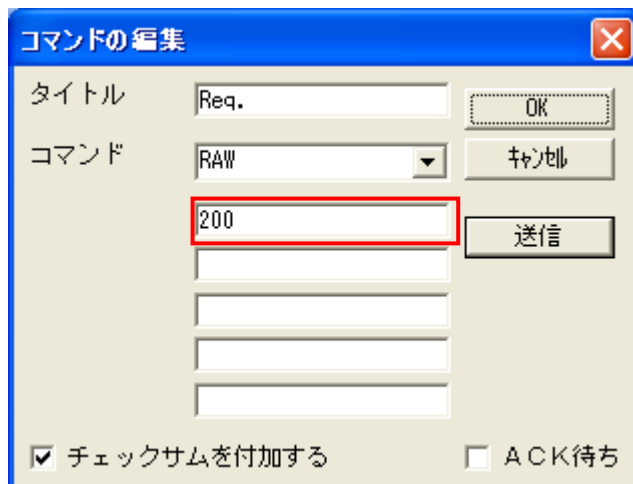 コマンドの編集
タイトル Req. OK
コマンド RAW ｷｬﾝｾﾙ
200 送信
チェックサムを付加する ＡＣＫ待ち